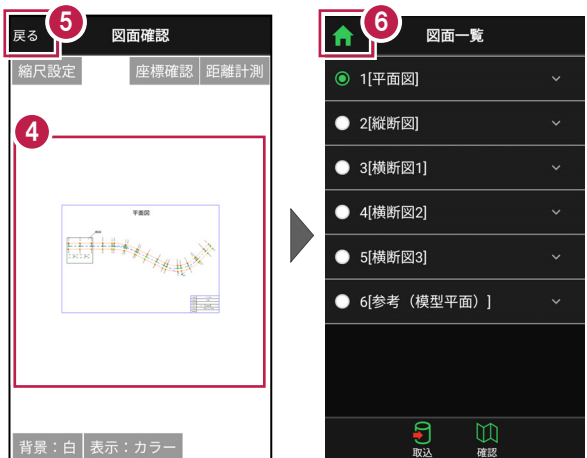 5
戻る
図面確認
縮尺設定
座標確認
距離計測
4
平面図
背景：白
表示：カラー
6
図面一覧
1[平面図]
2[縦断図]
3[横断図1]
4[横断図2]
5[横断図3]
6[参考（模型平面）]
取込
確認